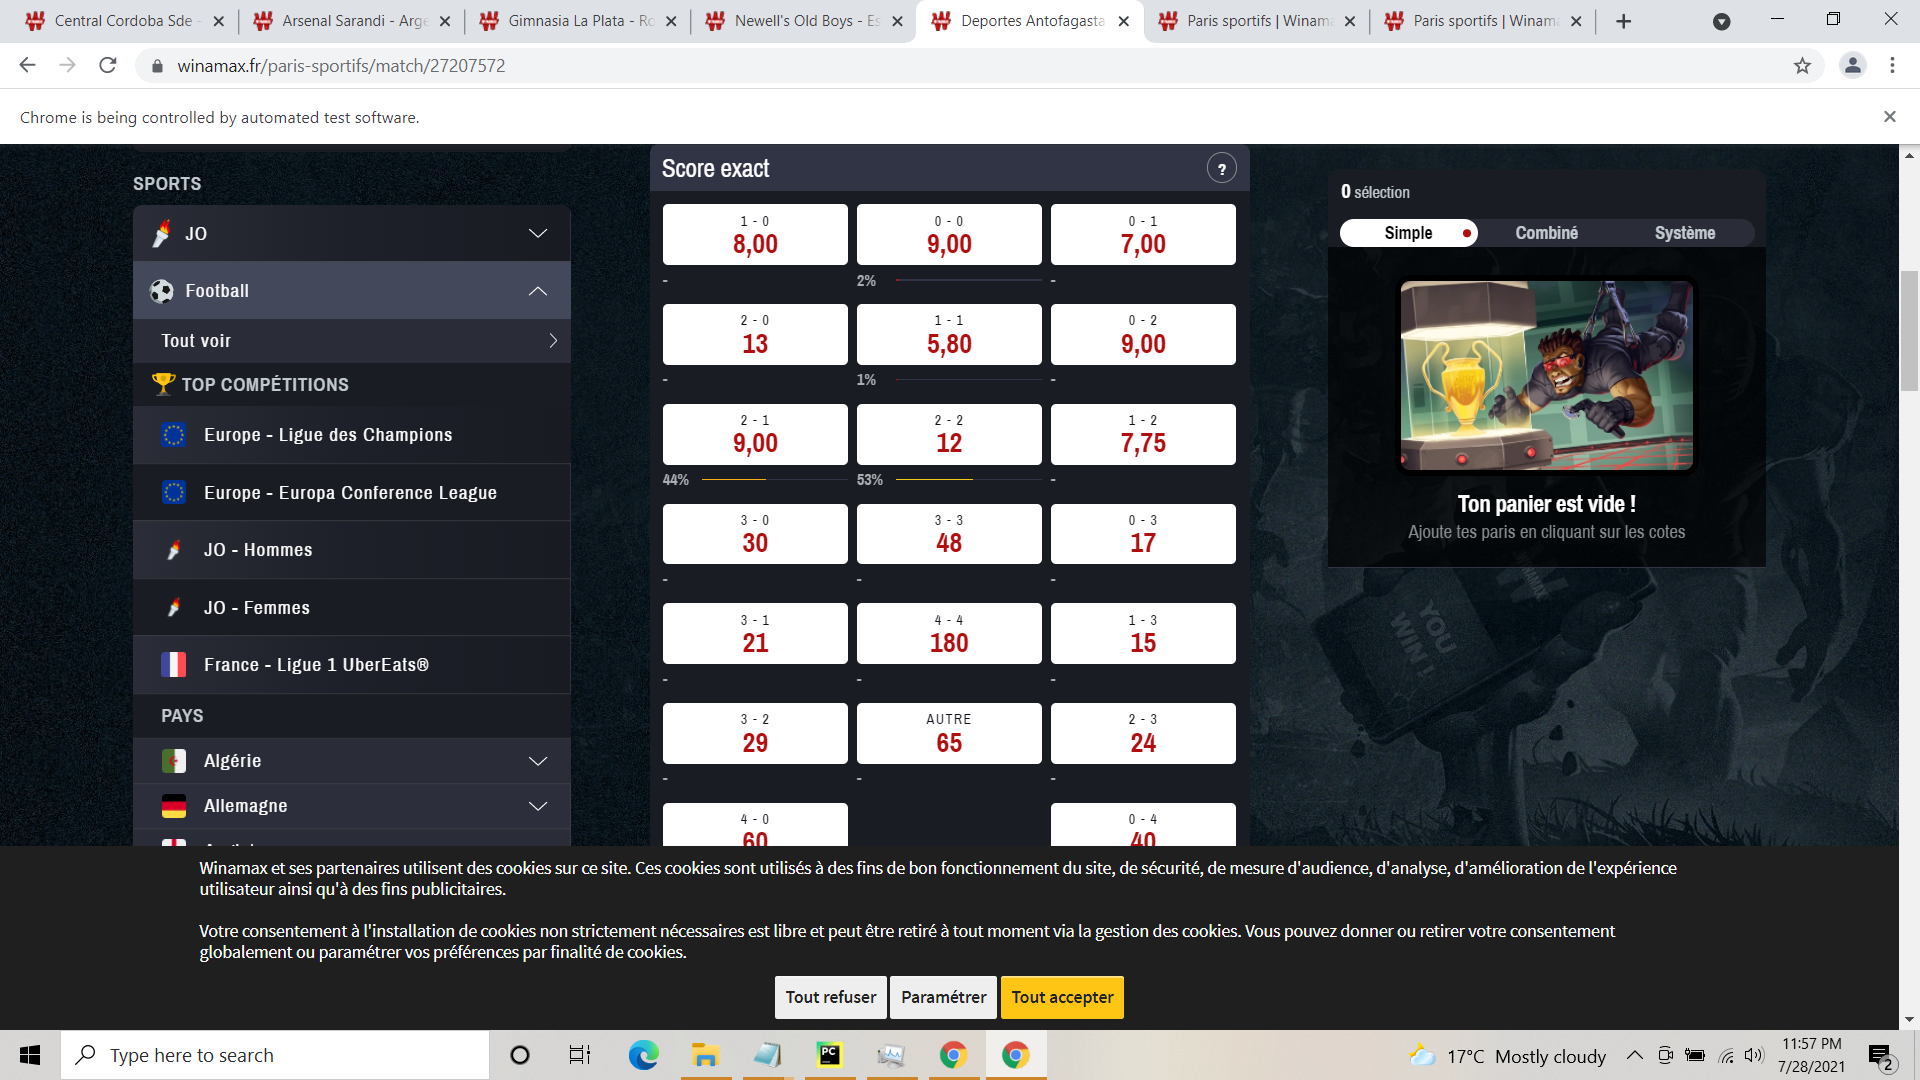 Central Cordoba Sde -
Arsenal Sarandi - Arge
Gimnasia La Plata - Ro
Newell's Old Boys - Es
Deportes Antofagasta
Paris sportifs | Winama
Paris sportifs | Winama
winamax.fr/paris-sportifs/match/27207572
Chrome is being controlled by automated test software.
SPORTS
JO
Football
Tout voir
TOP COMPÉTITIONS
Europe - Ligue des Champions
Europe - Europa Conference League
JO - Hommes
JO - Femmes
France - Ligue 1 UberEats®
PAYS
Algérie
Allemagne
Score exact
?
1 - 0
8,00
-
0 - 0
9,00
2%
0 - 1
7,00
-
2 - 0
13
-
1 - 1
5,80
1%
0 - 2
9,00
-
2 - 1
9,00
44%
2 - 2
12
53%
1 - 2
7,75
-
3 - 0
30
-
3 - 3
48
-
0 - 3
17
-
3 - 1
21
-
4 - 4
180
-
1 - 3
15
-
3 - 2
29
-
AUTRE
65
-
2 - 3
24
-
4 - 0
60
0 - 4
40
0 sélection
Simple
Combiné
Système
Ton panier est vide !
Ajoute tes paris en cliquant sur les cotes
YOU
WIN !
Winamax et ses partenaires utilisent des cookies sur ce site. Ces cookies sont utilisés à des fins de bon fonctionnement du site, de sécurité, de mesure d'audience, d'analyse, d'amélioration de l'expérience
utilisateur ainsi qu'à des fins publicitaires.
Votre consentement à l'installation de cookies non strictement nécessaires est libre et peut être retiré à tout moment via la gestion des cookies. Vous pouvez donner ou retirer votre consentement
globalement ou paramétrer vos préférences par finalité de cookies.
Tout refuser
Paramétrer
Tout accepter
Type here to search
PC
17°C Mostly cloudy
11:57 PM
7/28/2021
2